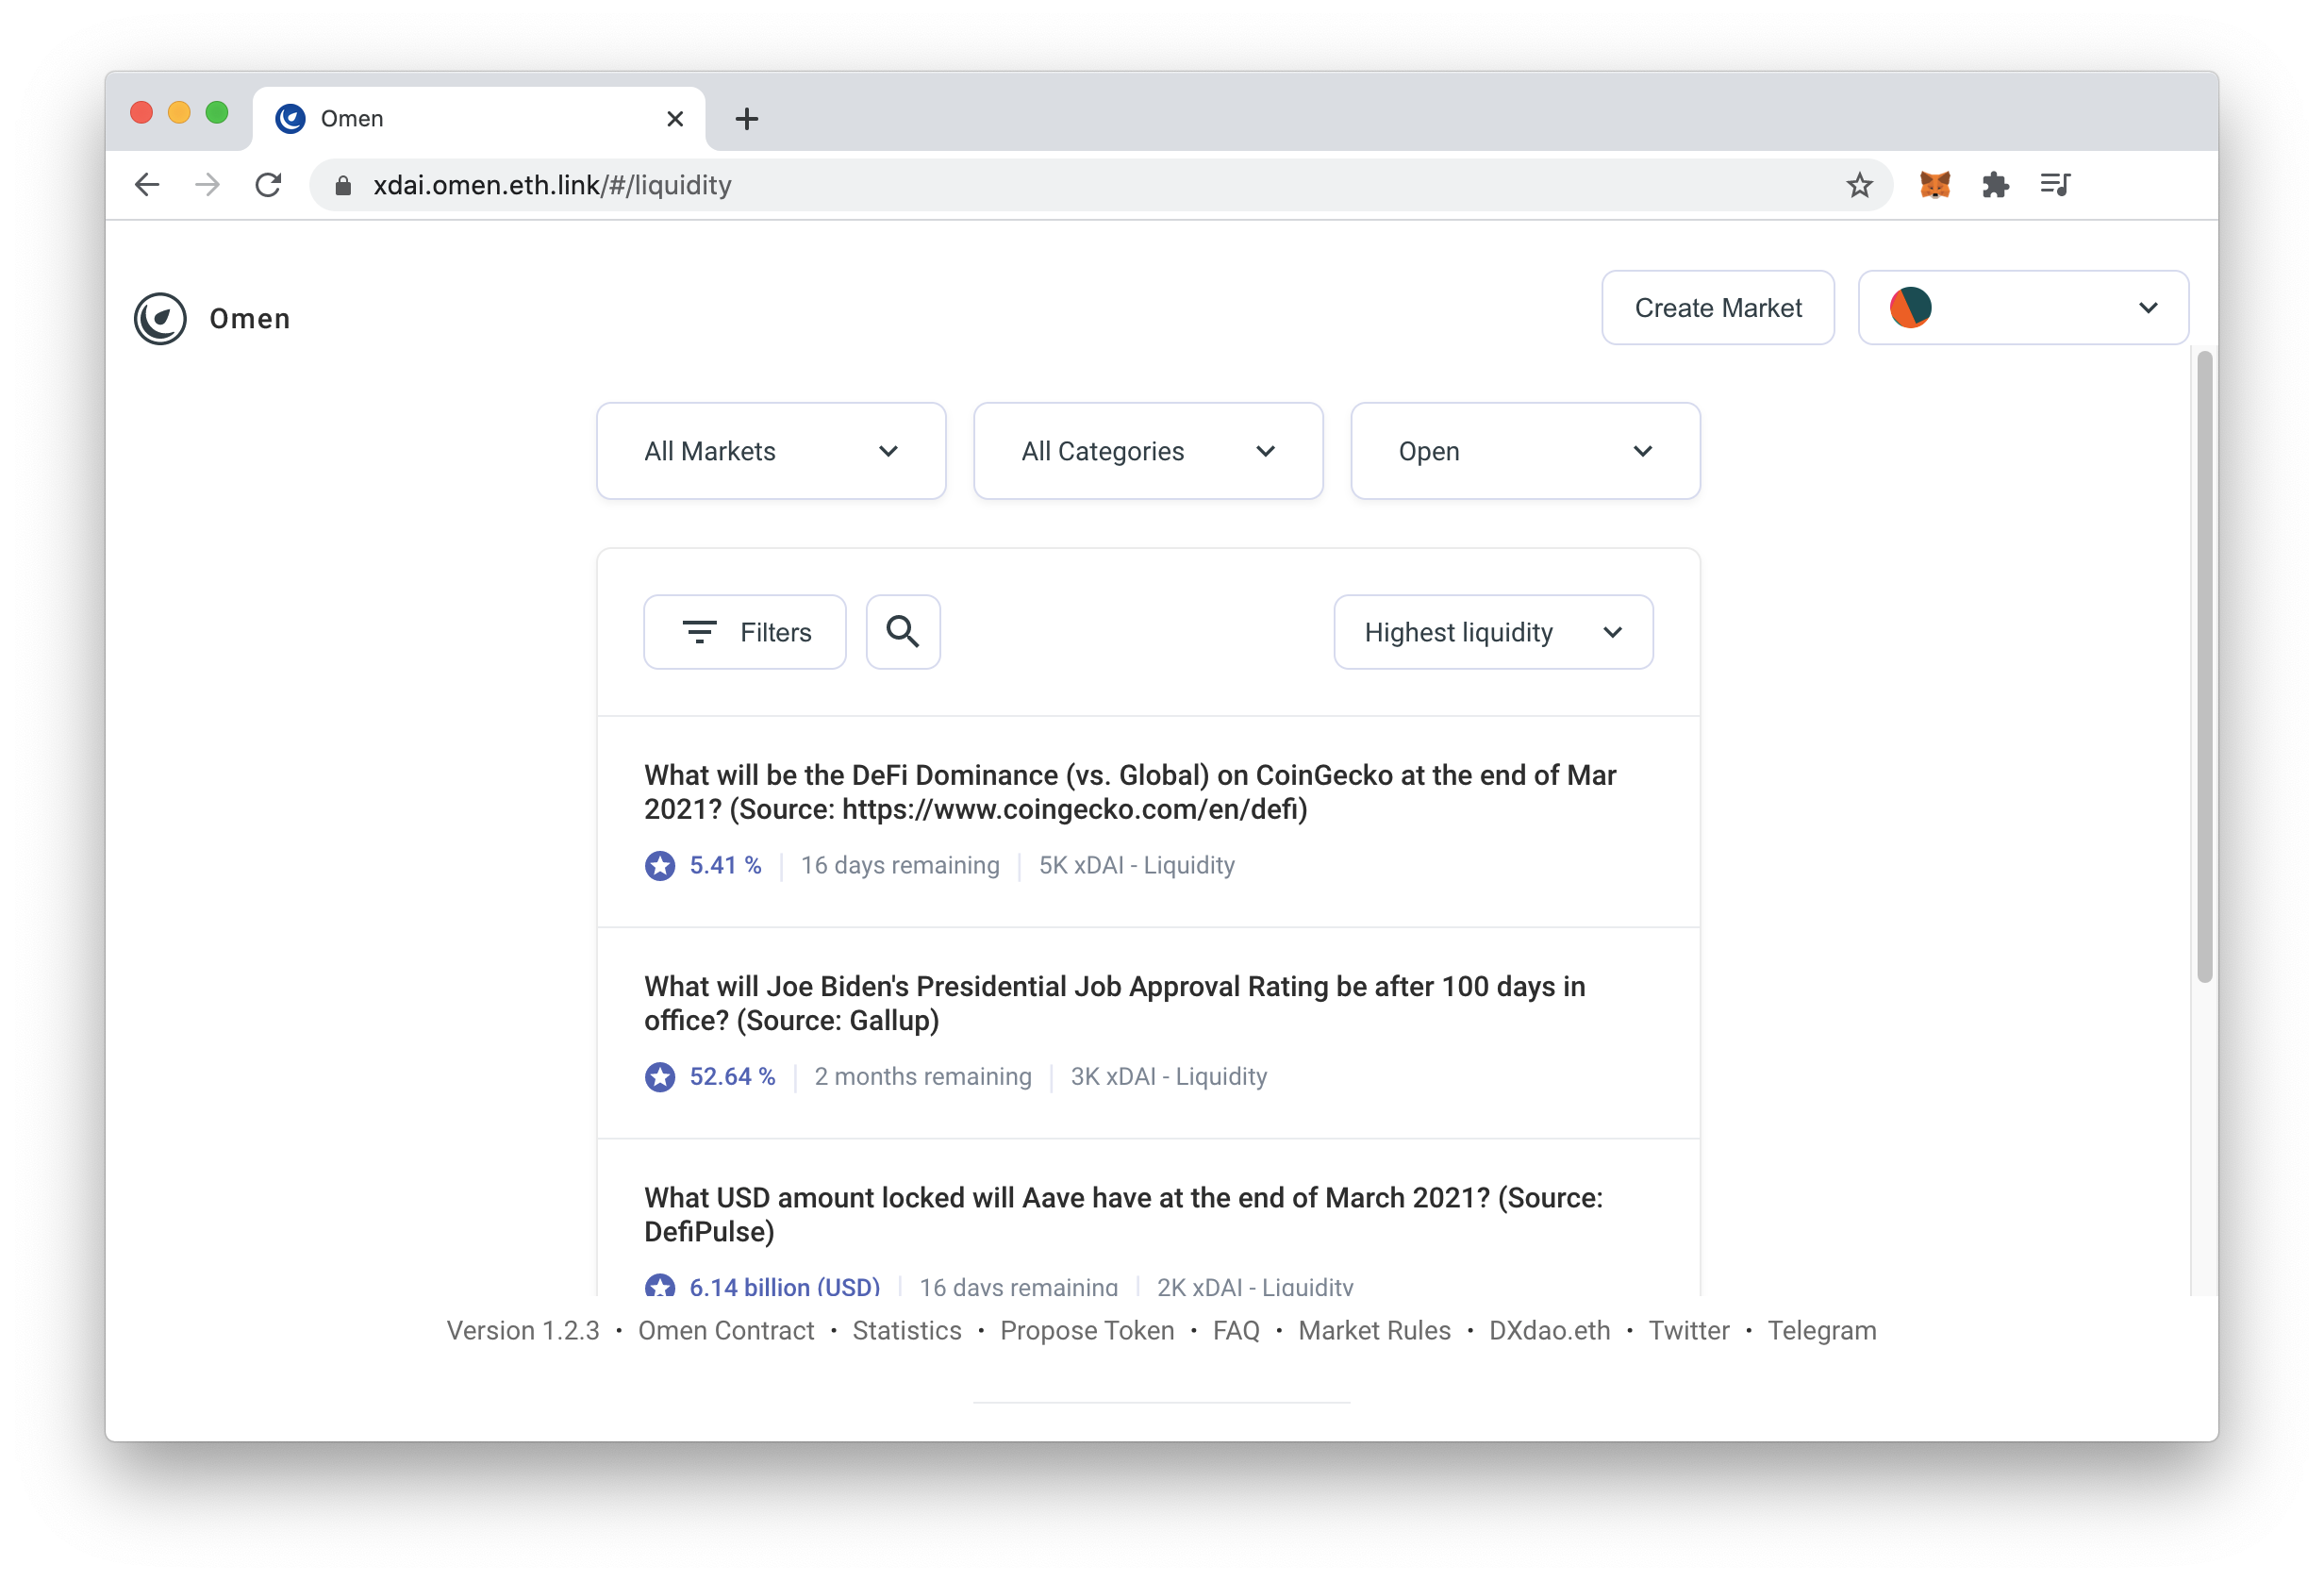 Omen
xdai.omen.eth.link/#/liquidity
Omen
Create Market
All Markets
All Categories
Open
Filters
Highest liquidity
What will be the DeFi Dominance (vs. Global) on CoinGecko at the end of Mar
2021? (Source: https://www.coingecko.com/en/defi)
5.41 % | 16 days remaining | 5K xDAI - Liquidity
What will Joe Biden's Presidential Job Approval Rating be after 100 days in
office? (Source: Gallup)
52.64 % | 2 months remaining | 3K xDAI - Liquidity
What USD amount locked will Aave have at the end of March 2021? (Source:
DefiPulse)
6.14 billion (USD) | 16 days remaining | 2K xDAI - Liquidity
Version 1.2.3 • Omen Contract • Statistics • Propose Token • FAQ • Market Rules • DXdao.eth • Twitter • Telegram